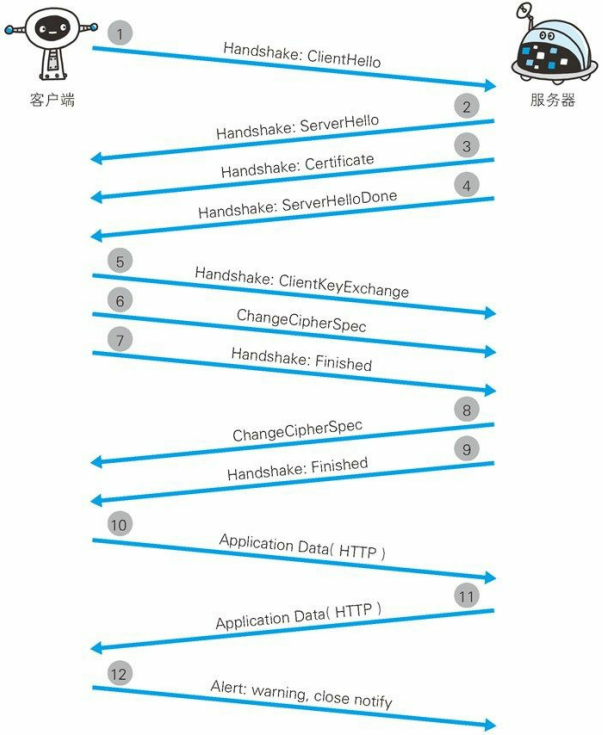 客户端
服务器
1
Handshake: ClientHello
2
Handshake: ServerHello
3
Handshake: Certificate
4
Handshake: ServerHelloDone
5
Handshake: ClientKeyExchange
6
ChangeCipherSpec
7
Handshake: Finished
8
ChangeCipherSpec
9
Handshake: Finished
10
Application Data( HTTP )
11
Application Data( HTTP )
12
Alert: warning, close notify